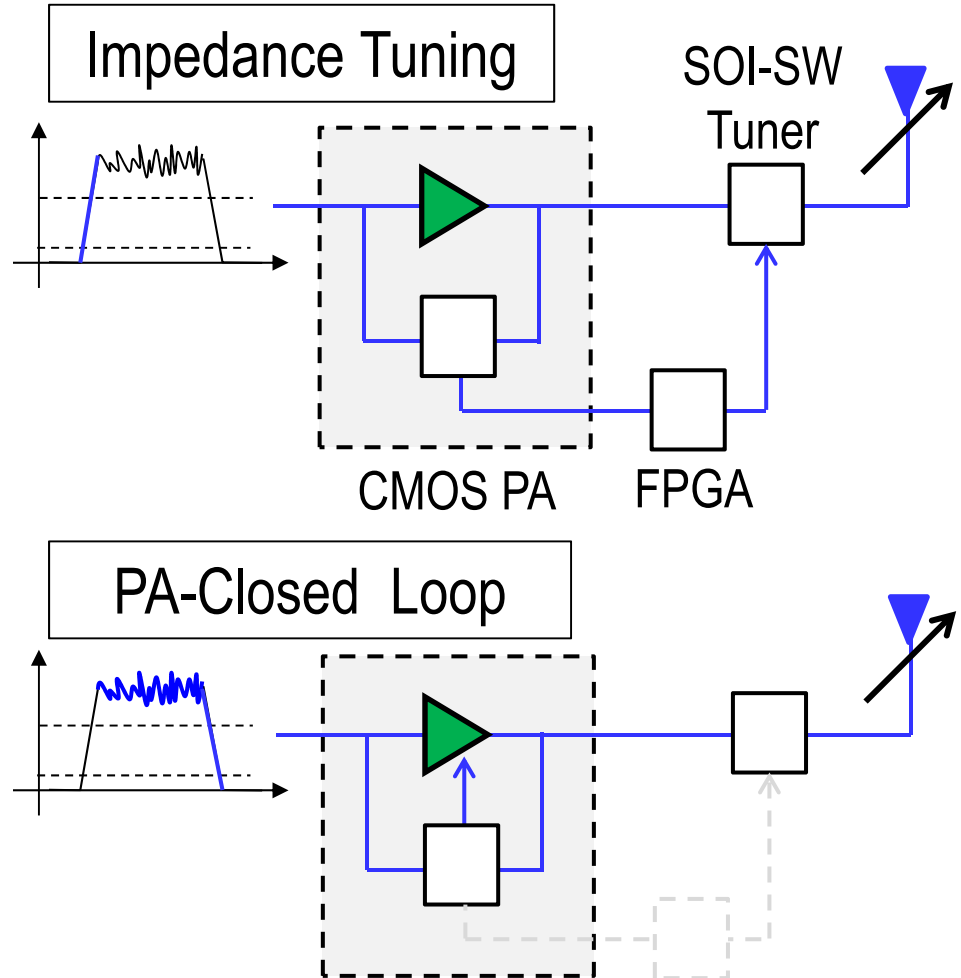 Impedance Tuning
SOI-SW
Tuner
CMOS PA
FPGA
PA-Closed Loop